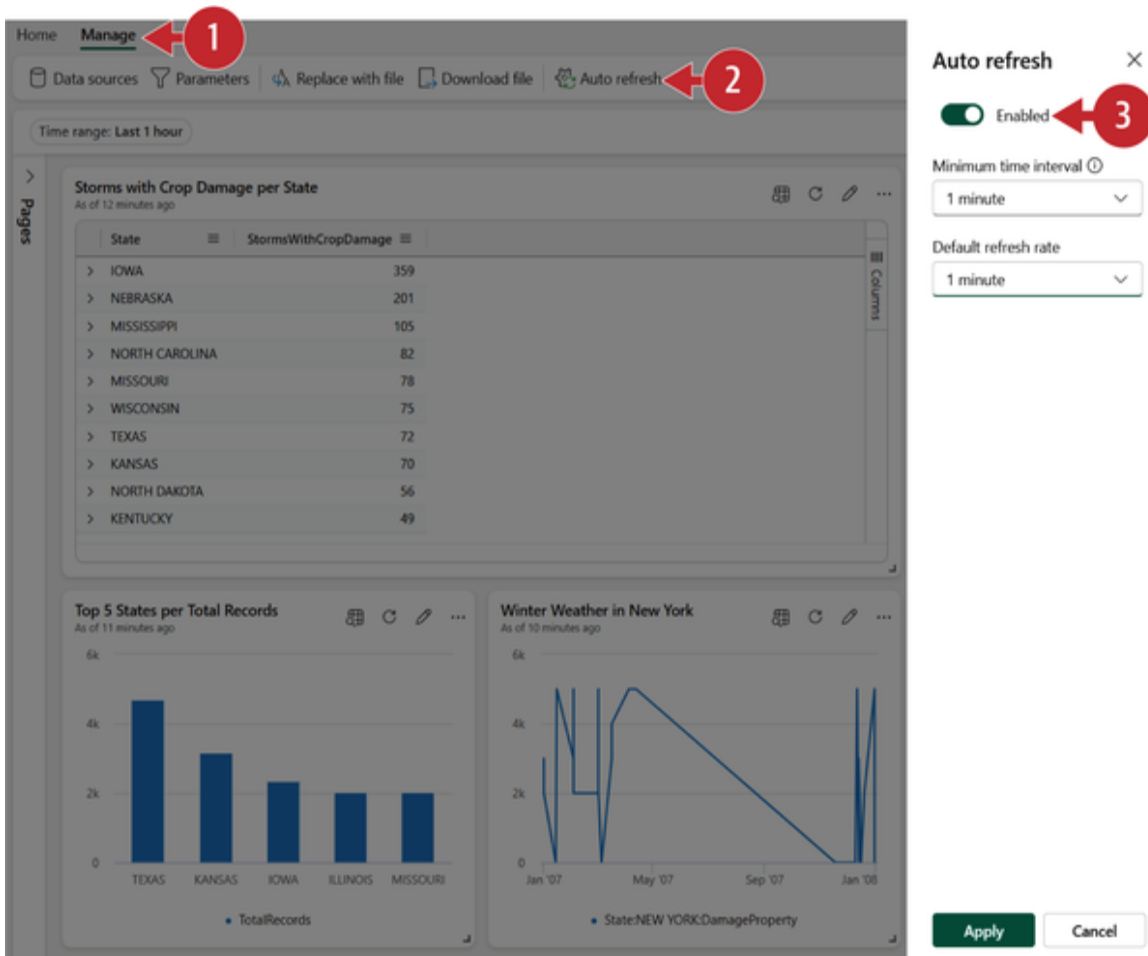 Home Manage 1
Data sources Parameters Replace with file Download file Auto refresh 2
Time range: Last 1 hour
Pages
Storms with Crop Damage per State
As of 12 minutes ago
State StormsWithCropDamage
IOWA 359
NEBRASKA 201
MISSISSIPPI 105
NORTH CAROLINA 82
MISSOURI 78
WISCONSIN 75
TEXAS 72
KANSAS 70
NORTH DAKOTA 56
KENTUCKY 49
Columns
Top 5 States per Total Records
As of 11 minutes ago
6k
4k
2k
0
TEXAS KANSAS IOWA ILLINOIS MISSOURI
TotalRecords
Winter Weather in New York
As of 10 minutes ago
6k
4k
2k
0
Jan '07 May '07 Sep '07 Jan '08
State:NEW YORK:DamageProperty
Auto refresh
Enabled 3
Minimum time interval
1 minute
Default refresh rate
1 minute
Apply Cancel